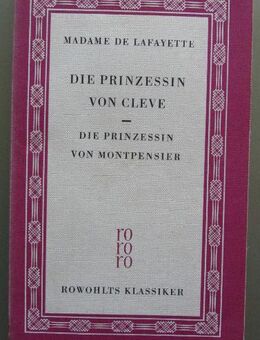 MADAME DE LAFAYETTE
DIE PRINZESSIN
VON CLEVE
—
DIE PRINZESSIN
VON MONTPENSIER
ro
ro
ro
ROWOHLTS KLASSIKER